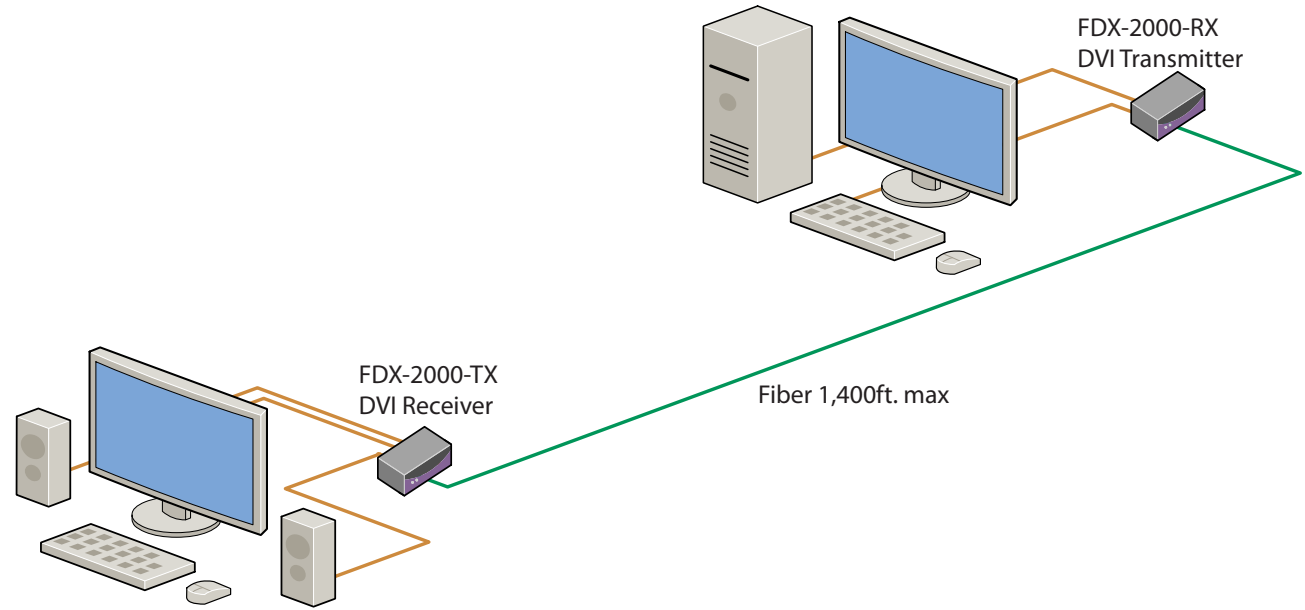 FDX-2000-RX
DVI Transmitter
FDX-2000-TX
DVI Receiver
Fiber 1,400ft. max